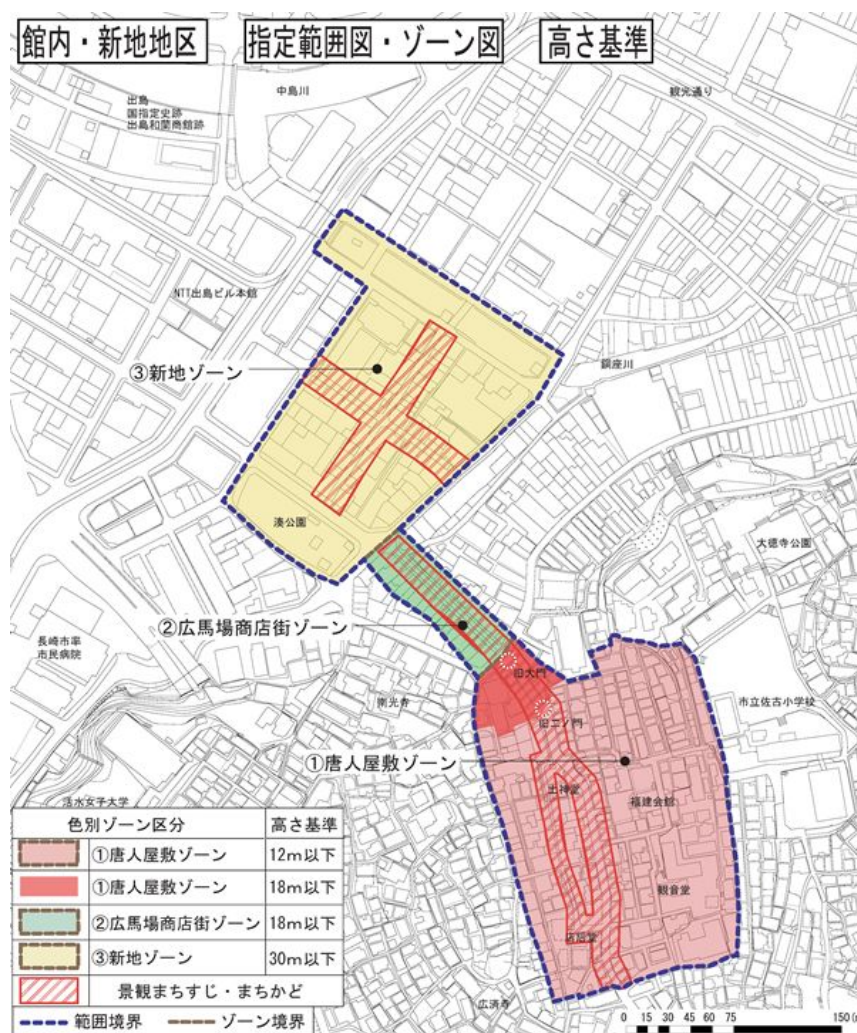 館内・新地地区 指定範囲図・ゾーン図 高さ基準
中島川
観光通り
出島
国指定史跡
出島和蘭商館跡
NTT出島ビル本館
③新地ゾーン
銅座川
湊公園
大徳寺公園
②広馬場商店街ゾーン
長崎市率
市民病院
旧大門
南光寺
市立佐古小学校
旧二ノ門
①唐人屋敷ゾーン
土神堂
活水女子大学
福建会館
観音堂
天后堂
広済寺
色別ゾーン区分 高さ基準
①唐人屋敷ゾーン 12m以下
①唐人屋敷ゾーン 18m以下
②広馬場商店街ゾーン 18m以下
③新地ゾーン 30m以下
景観まちすじ・まちかど
範囲境界 ゾーン境界
0 15 30 45 60 75 150